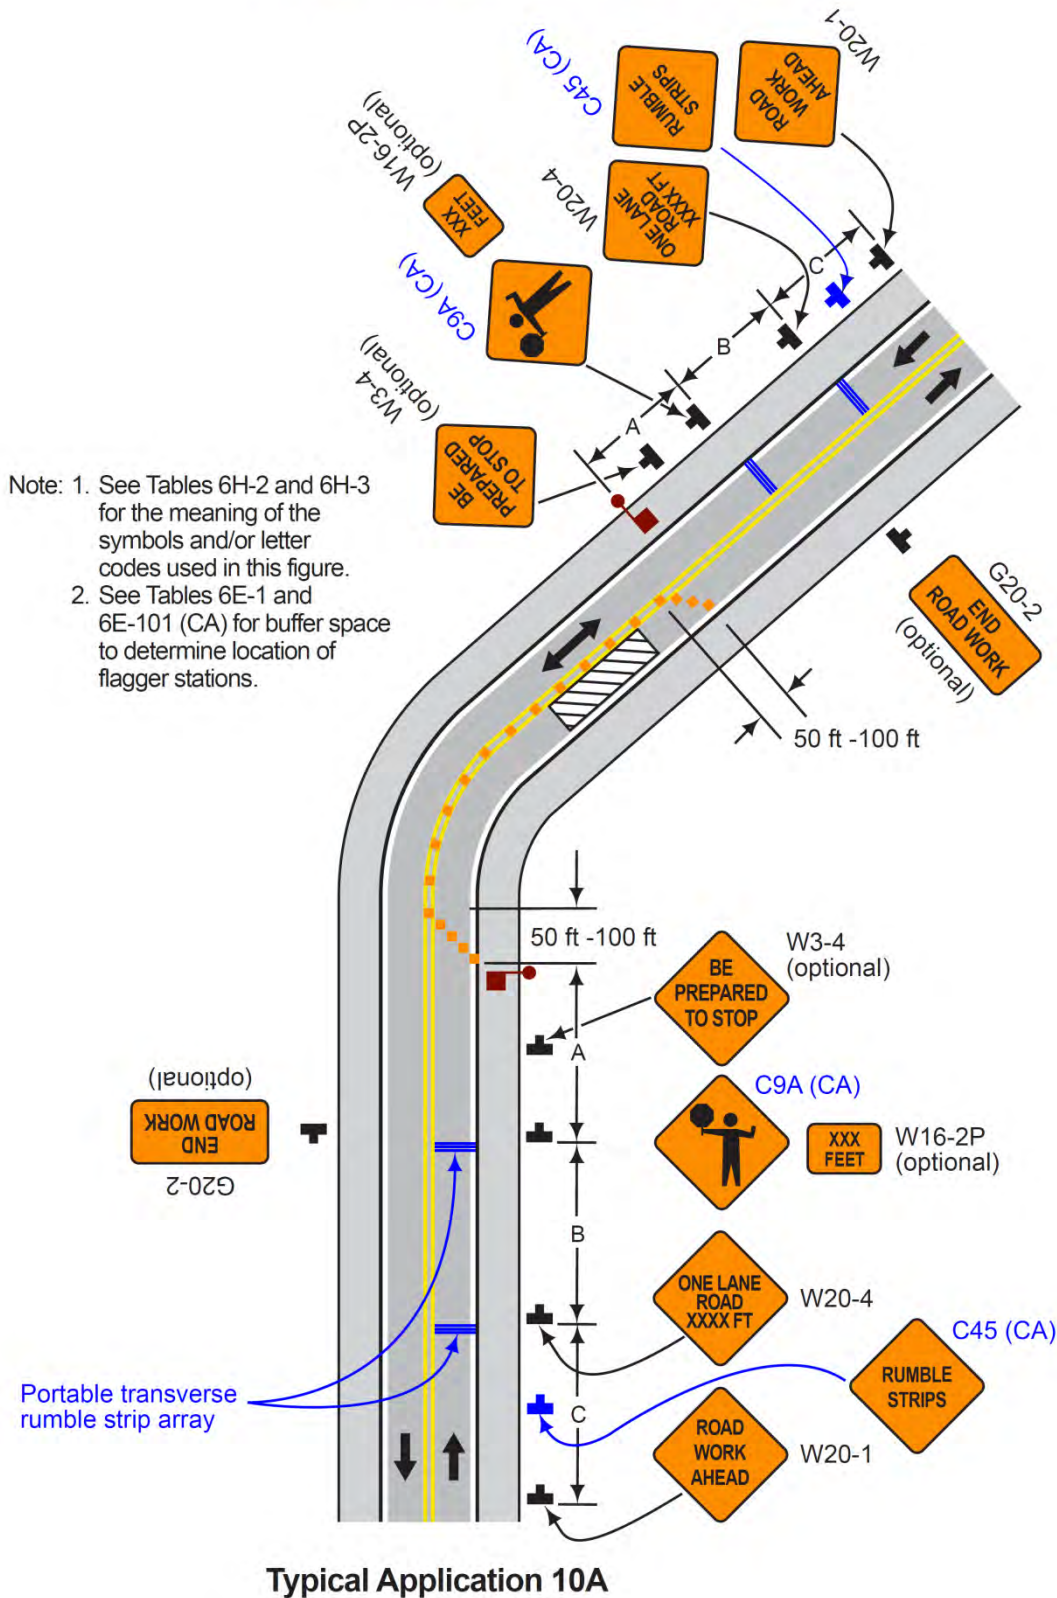 W20-1
ROAD
WORK
AHEAD
C45 (CA)
RUMBLE
STRIPS
W20-4
ONE LANE
ROAD
XXXX FT
W16-2P
(optional)
XXX
FEET
C9A (CA)
W3-4
(optional)
BE
PREPARED
TO STOP
C
B
A
Note: 1. See Tables 6H-2 and 6H-3
for the meaning of the
symbols and/or letter
codes used in this figure.
2. See Tables 6E-1 and
6E-101 (CA) for buffer space
to determine location of
flagger stations.
G20-2
END
ROAD WORK
(optional)
50 ft -100 ft
50 ft -100 ft
BE
PREPARED
TO STOP
W3-4
(optional)
A
C9A (CA)
XXX
FEET
W16-2P
(optional)
G20-2
END
ROAD WORK
(optional)
B
ONE LANE
ROAD
XXXX FT
W20-4
C45 (CA)
RUMBLE
STRIPS
Portable transverse
rumble strip array
C
ROAD
WORK
AHEAD
W20-1
Typical Application 10A